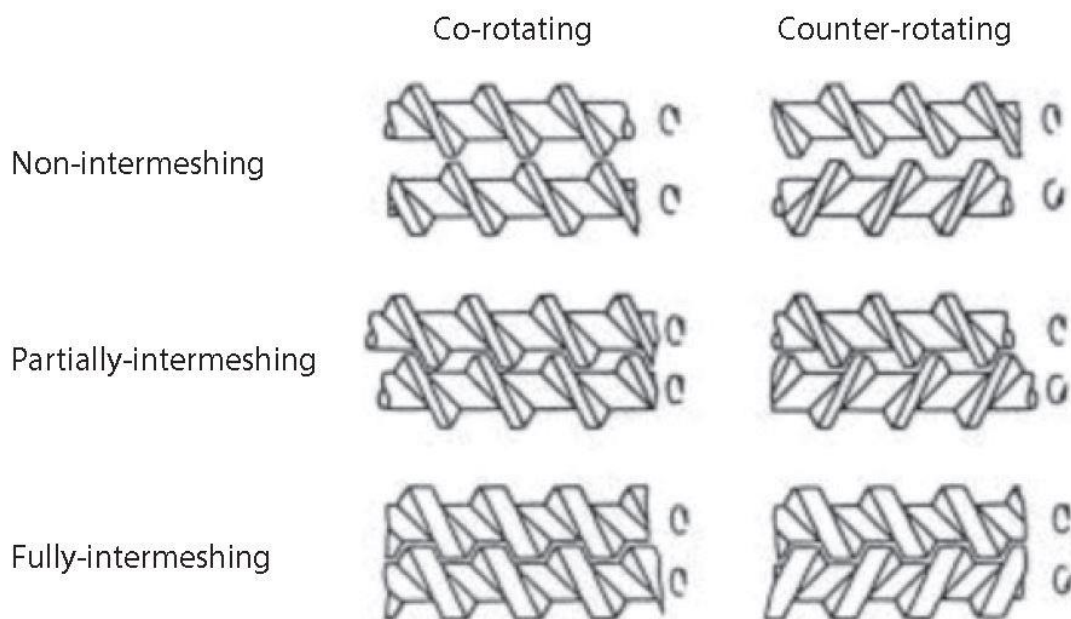 Co-rotating
Counter-rotating
Non-intermeshing
Partially-intermeshing
Fully-intermeshing